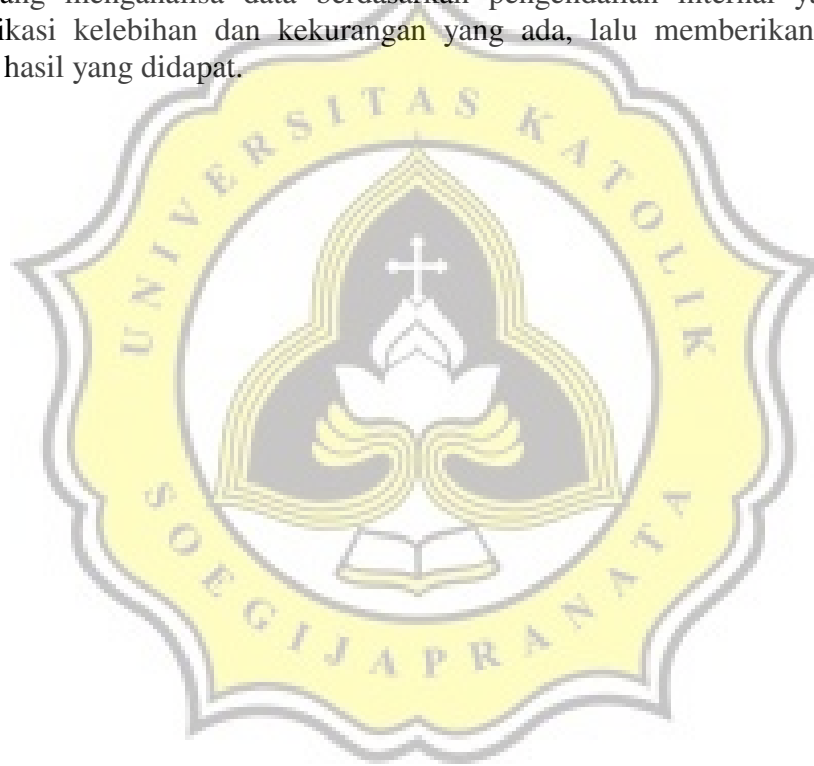 menganalisa data berdasarkan pengendalian internal
kelebihan dan kekurangan yang ada, lalu memberikan
hasil yang didapat.
UNIVERSITAS KATOLIK
SOEGIJAPRANATA